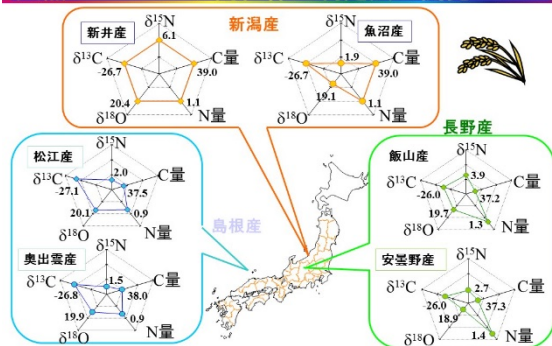 新潟産
新井産
δ15N
6.1
δ13C
-26.7
39.0
C量
20.4
1.1
δ18O
N量
魚沼産
δ15N
1.9
δ13C
-26.7
39.0
C量
19.1
1.1
δ18O
N量
島根産
松江産
δ15N
2.0
δ13C
-27.1
37.5
C量
20.1
0.9
δ18O
N量
奥出雲産
δ15N
1.5
δ13C
-26.8
38.0
C量
19.9
0.9
δ18O
N量
長野産
飯山産
δ15N
3.9
δ13C
-26.0
37.2
C量
19.7
1.3
δ18O
N量
安曇野産
δ15N
2.7
δ13C
-26.0
37.3
C量
18.9
1.4
δ18O
N量